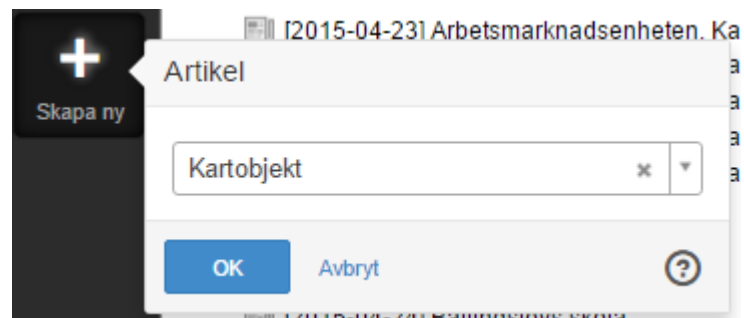 [2015-04-23] Arbetsmarknadsenheten. Ka
Skapa ny
Artikel
Kartobjekt
OK
Avbryt